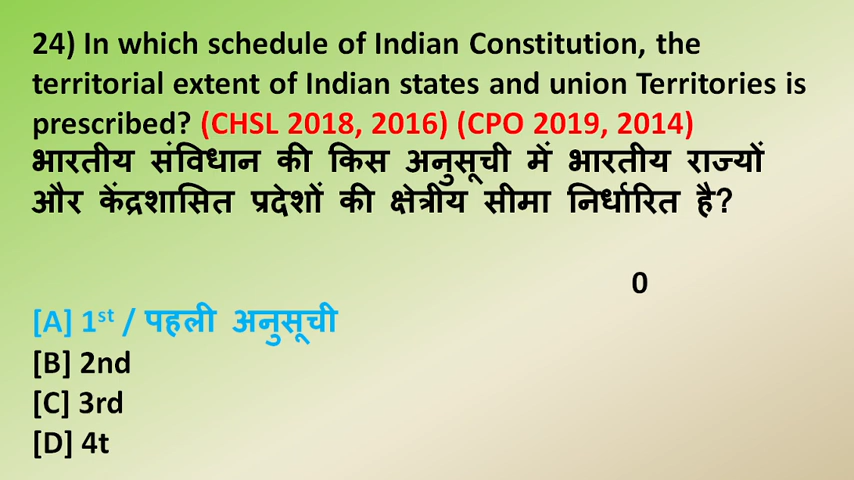 24) In which schedule of Indian Constitution, the
territorial extent of Indian states and union Territories is
prescribed? (CHSL 2018, 2016) (CPO 2019, 2014)
भारतीय संविधान की किस अनुसूची में भारतीय राज्यों
और केंद्रशासित प्रदेशों की क्षेत्रीय सीमा निर्धारित है?
0
[A] 1st / पहली अनुसूची
[B] 2nd
[C] 3rd
[D] 4t